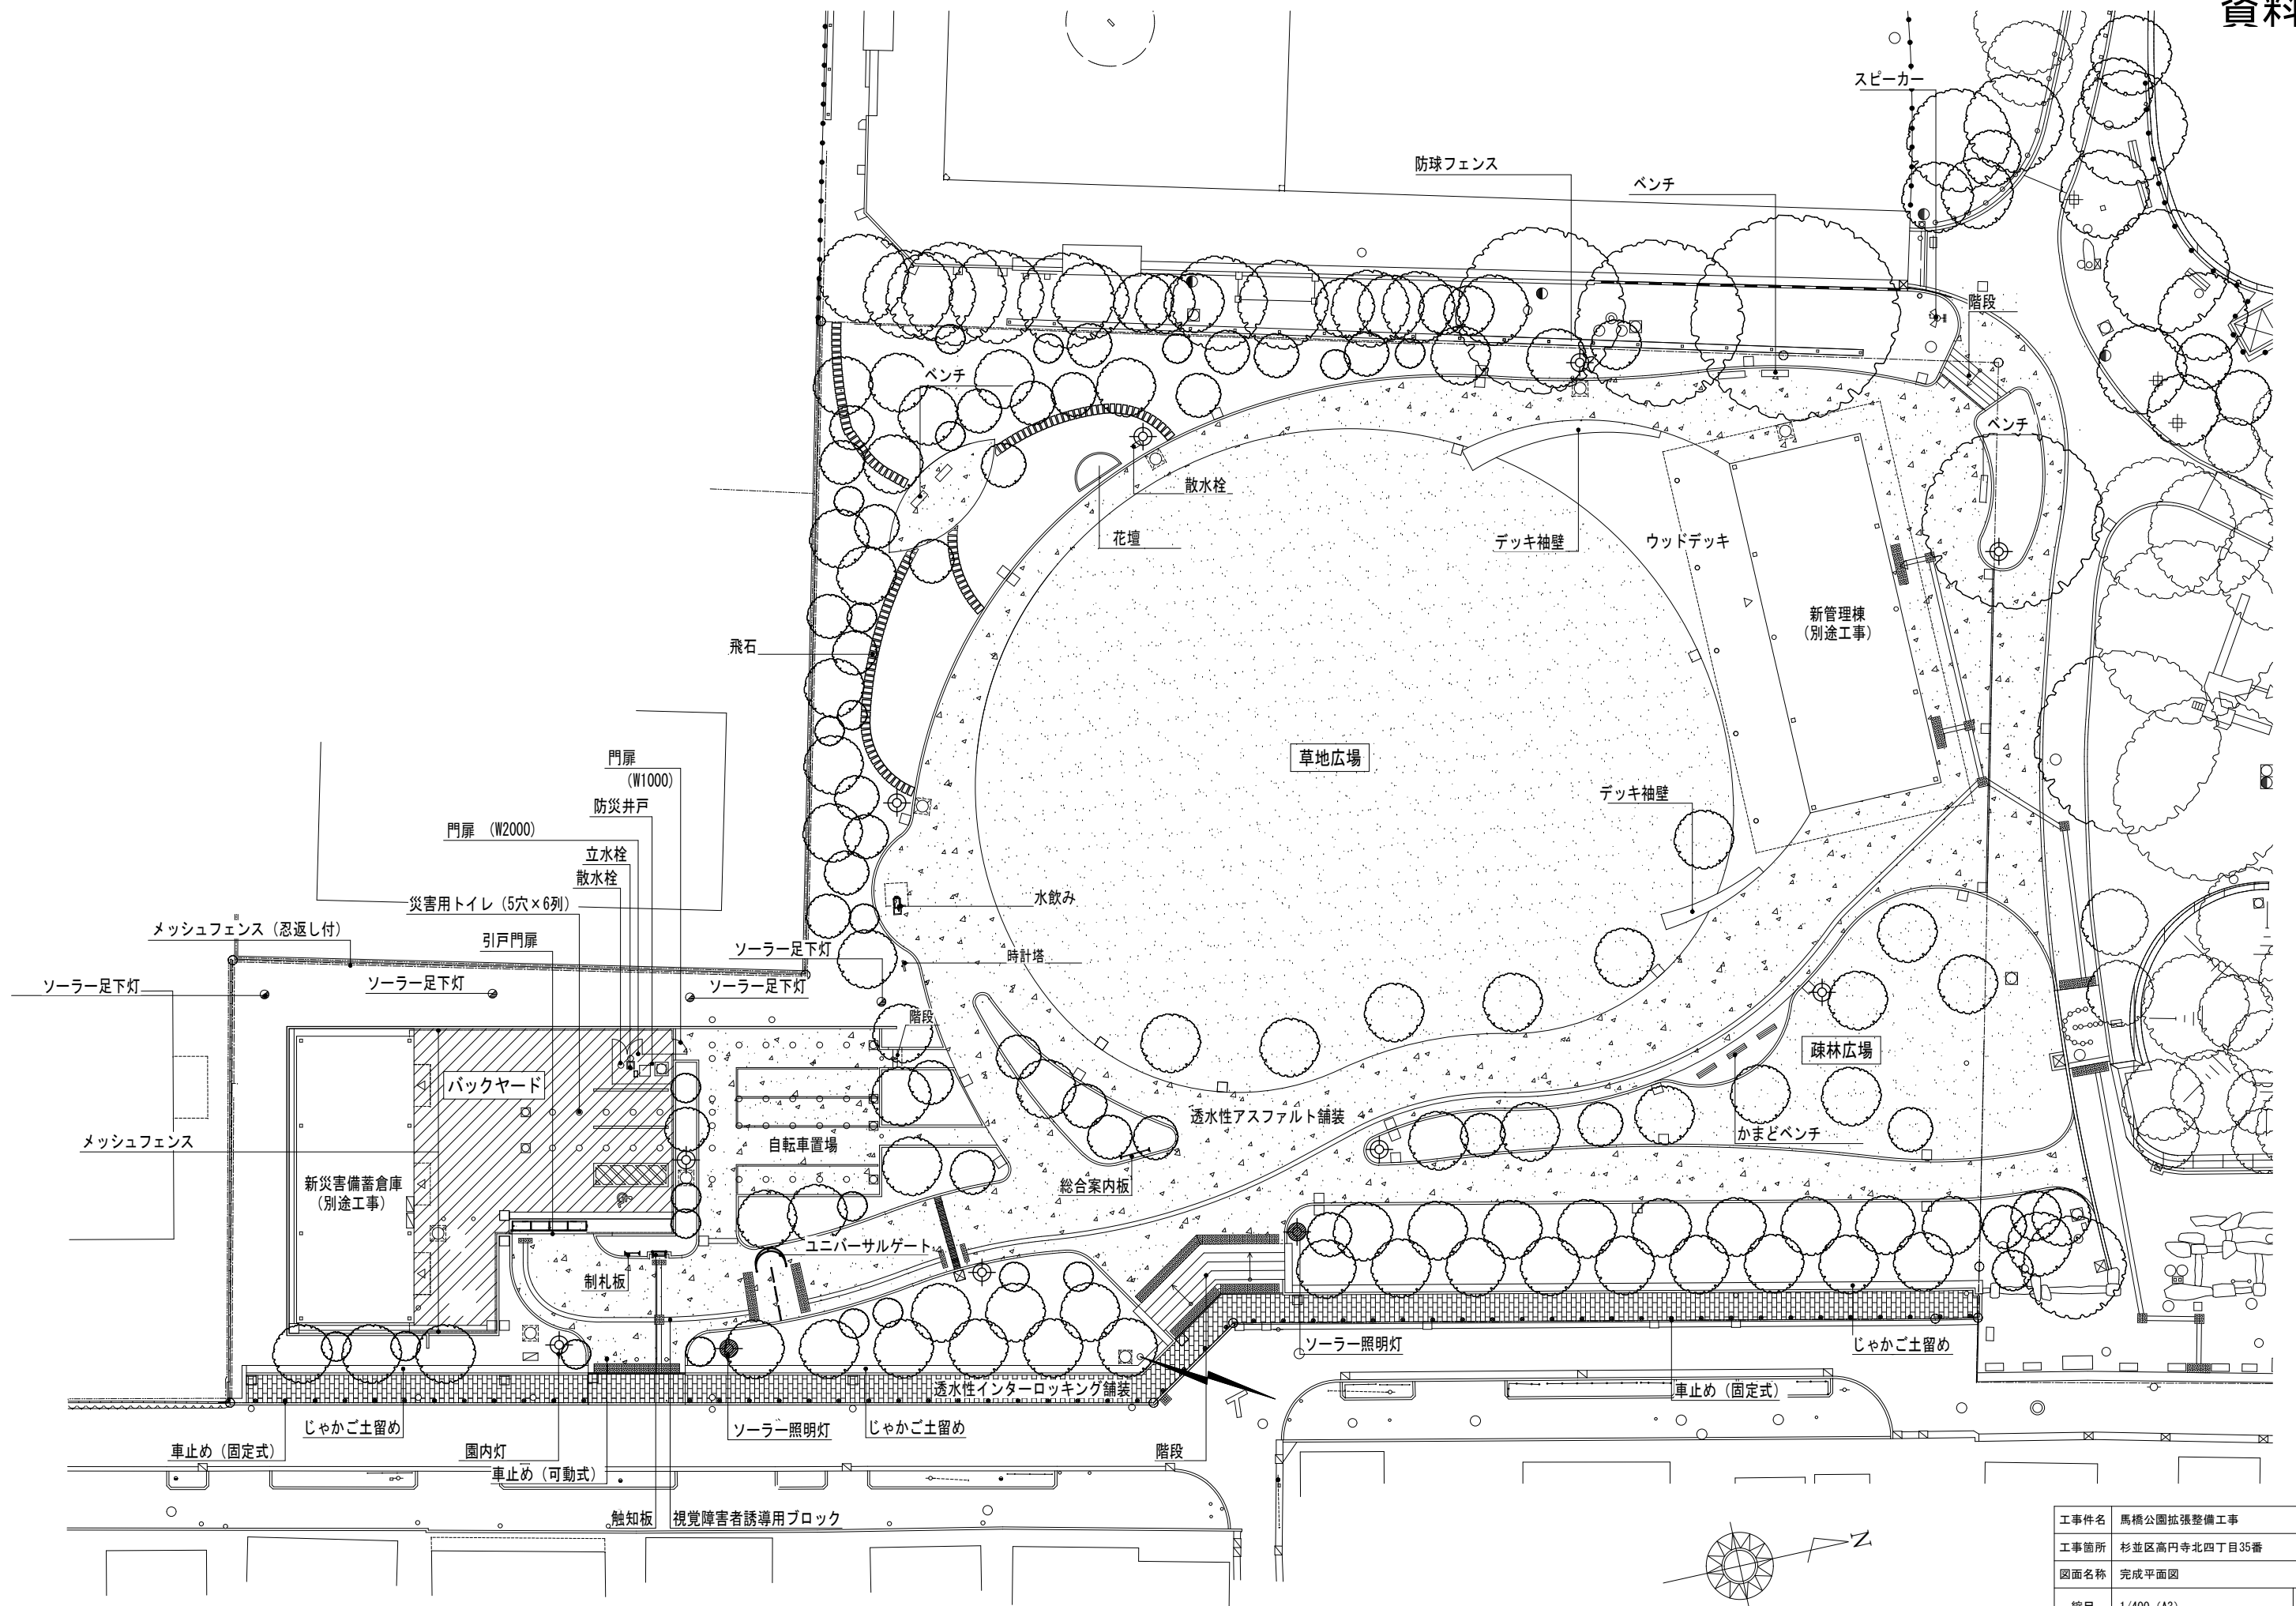 資料
スピーカー
防球フェンス
ベンチ
階段
ベンチ
ベンチ
散水栓
花壇
デッキ袖壁
ウッドデッキ
新管理棟
(別途工事)
飛石
草地広場
門扉
(W1000)
防災井戸
門扉 (W2000)
立水栓
散水栓
災害用トイレ (5穴×6列)
メッシュフェンス (忍返し付)
引戸門扉
デッキ袖壁
水飲み
時計塔
ソーラー足下灯
ソーラー足下灯
ソーラー足下灯
ソーラー足下灯
階段
バックヤード
疎林広場
透水性アスファルト舗装
かまどベンチ
メッシュフェンス
自転車置場
新災害備蓄倉庫
(別途工事)
総合案内板
ユニバーサルゲート
制札板
ソーラー照明灯
じゃかご土留め
透水性インターロッキング舗装
車止め (固定式)
じゃかご土留め
ソーラー照明灯
じゃかご土留め
車止め (固定式)
園内灯
階段
車止め (可動式)
触知板
視覚障害者誘導用ブロック
N
工事件名 馬橋公園拡張整備工事
工事箇所 杉並区高円寺北四丁目35番
図面名称 完成平面図
縮尺 1/400 (A3)